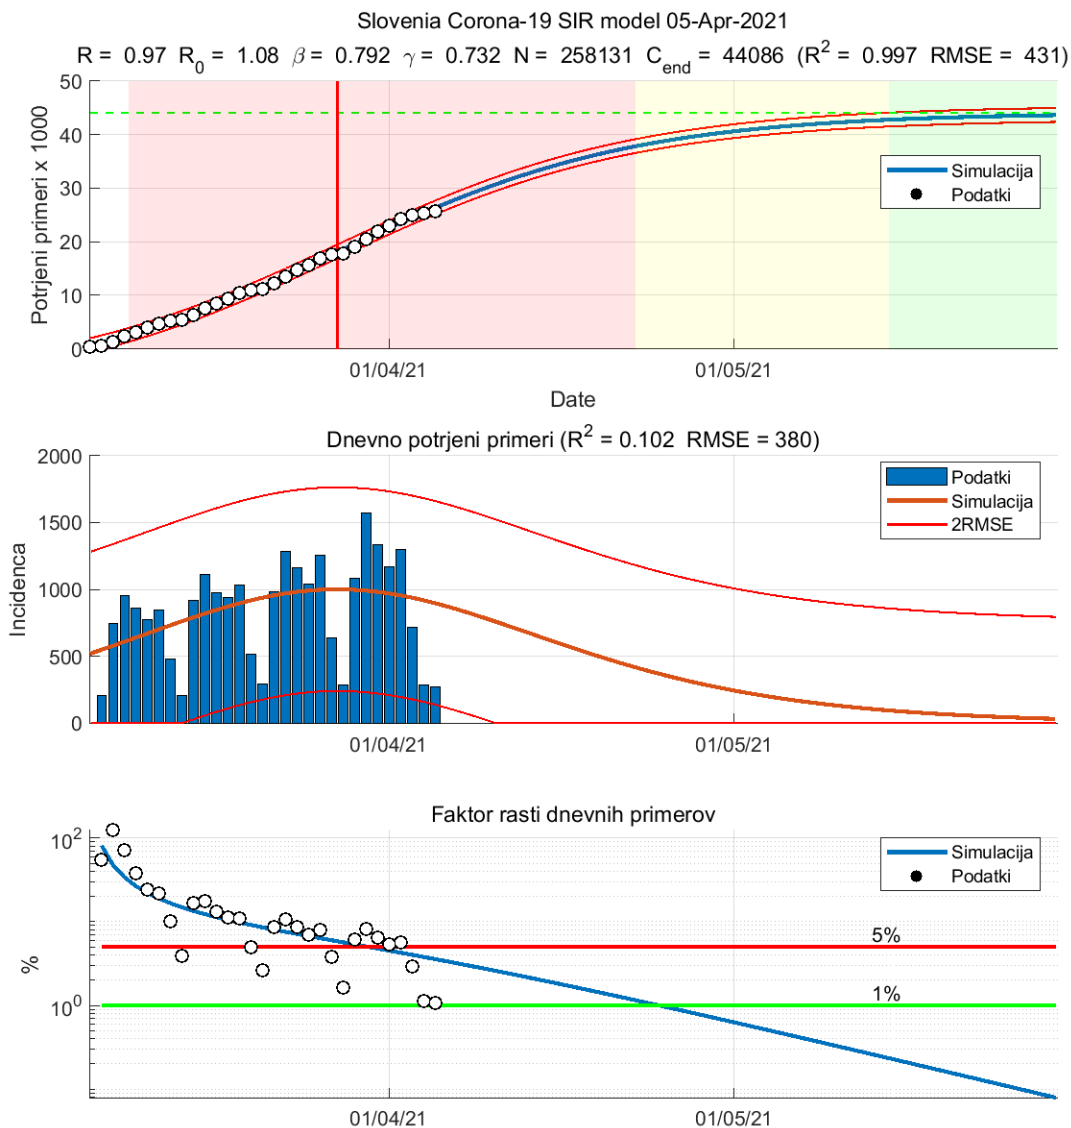 Slovenia Corona-19 SIR model 05-Apr-2021
R = 0.97 R0 = 1.08 β = 0.792 γ = 0.732 N = 258131 Cend = 44086 (R2 = 0.997 RMSE = 431)
Potrjeni primeri x 1000
50
40
30
20
10
0
Simulacija
Podatki
01/04/21
01/05/21
Date
Dnevno potrjeni primeri (R2 = 0.102 RMSE = 380)
Incidenca
2000
1500
1000
500
0
Podatki
Simulacija
2RMSE
01/04/21
01/05/21
Faktor rasti dnevnih primerov
%
102
100
Simulacija
Podatki
5%
1%
01/04/21
01/05/21